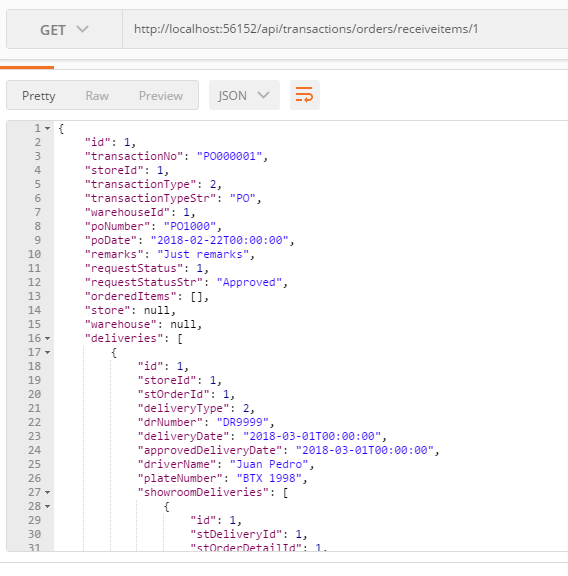 GET http://localhost:56152/api/transactions/orders/receiveitems/1
Pretty Raw Preview JSON
1 {
2 "id": 1,
3 "transactionNo": "PO000001",
4 "storeId": 1,
5 "transactionType": 2,
6 "transactionTypeStr": "PO",
7 "warehouseId": 1,
8 "poNumber": "PO1000",
9 "poDate": "2018-02-22T00:00:00",
10 "remarks": "Just remarks",
11 "requestStatus": 1,
12 "requestStatusStr": "Approved",
13 "orderedItems": [],
14 "store": null,
15 "warehouse": null,
16 "deliveries": [
17 {
18 "id": 1,
19 "storeId": 1,
20 "stOrderId": 1,
21 "deliveryType": 2,
22 "drNumber": "DR9999",
23 "deliveryDate": "2018-03-01T00:00:00",
24 "approvedDeliveryDate": "2018-03-01T00:00:00",
25 "driverName": "Juan Pedro",
26 "plateNumber": "BTX 1998",
27 "showroomDeliveries": [
28 {
29 "id": 1,
30 "stDeliveryId": 1,
31 "stOrderDetailId": 1,